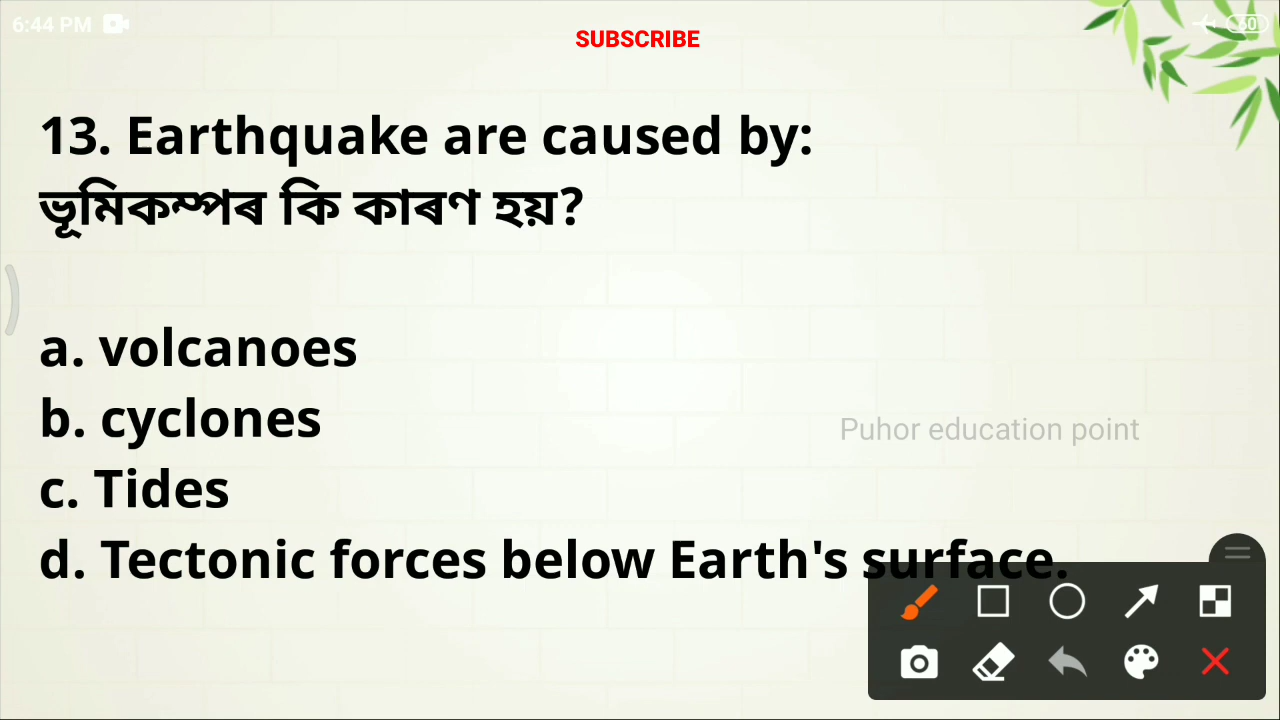 6:44 PM
60
SUBSCRIBE
13. Earthquake are caused by:
ভূমিকম্পৰ কি কাৰণ হয়?
a. volcanoes
b. cyclones
Puhor education point
c. Tides
d. Tectonic forces below Earth's surface.